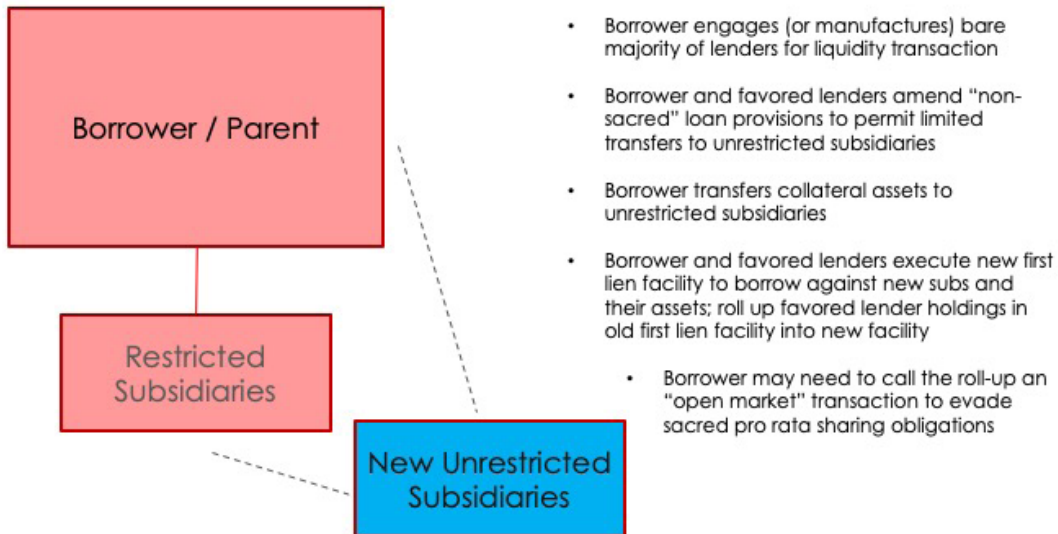 Borrower / Parent
Restricted
Subsidiaries
New Unrestricted
Subsidiaries
• Borrower engages (or manufactures) bare
majority of lenders for liquidity transaction
• Borrower and favored lenders amend “non-
sacred” loan provisions to permit limited
transfers to unrestricted subsidiaries
• Borrower transfers collateral assets to
unrestricted subsidiaries
• Borrower and favored lenders execute new first
lien facility to borrow against new subs and
their assets; roll up favored lender holdings in
old first lien facility into new facility
• Borrower may need to call the roll-up an
“open market” transaction to evade
sacred pro rata sharing obligations